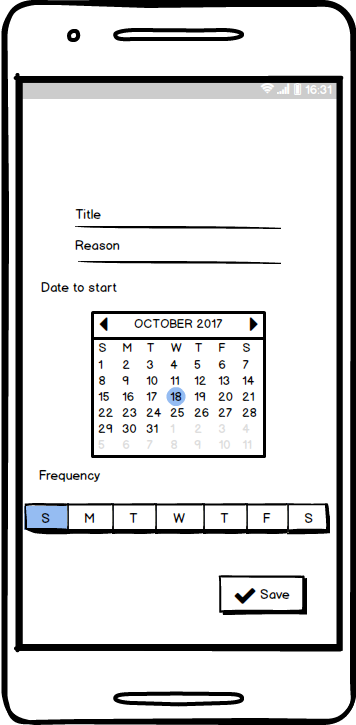 16:31
Title
Reason
Date to start
OCTOBER 2017
S M T W T F S
1 2 3 4 5 6 7
8 9 10 11 12 13 14
15 16 17 18 19 20 21
22 23 24 25 26 27 28
29 30 31 1 2 3 4
5 6 7 8 9 10 11
Frequency
S M T W T F S
Save